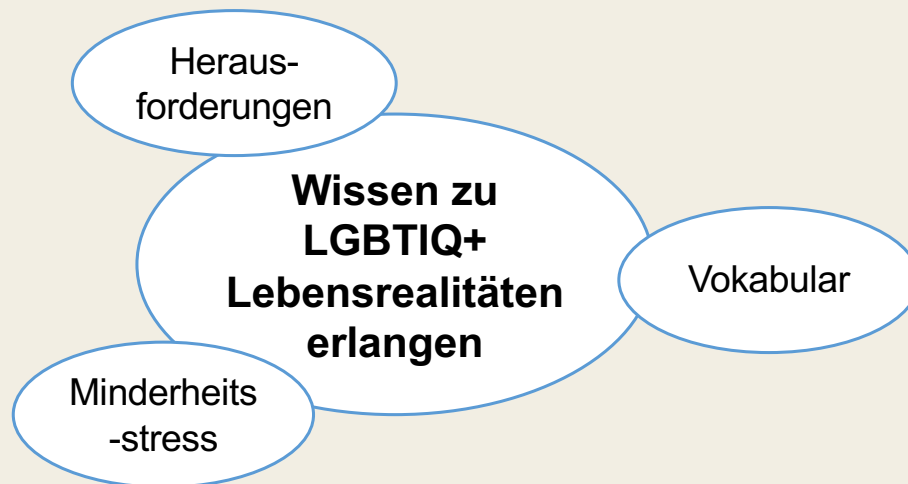 Heraus-
forderungen
Wissen zu
LGBTIQ+
Lebensrealitäten
erlangen
Vokabular
Minderheits
-stress